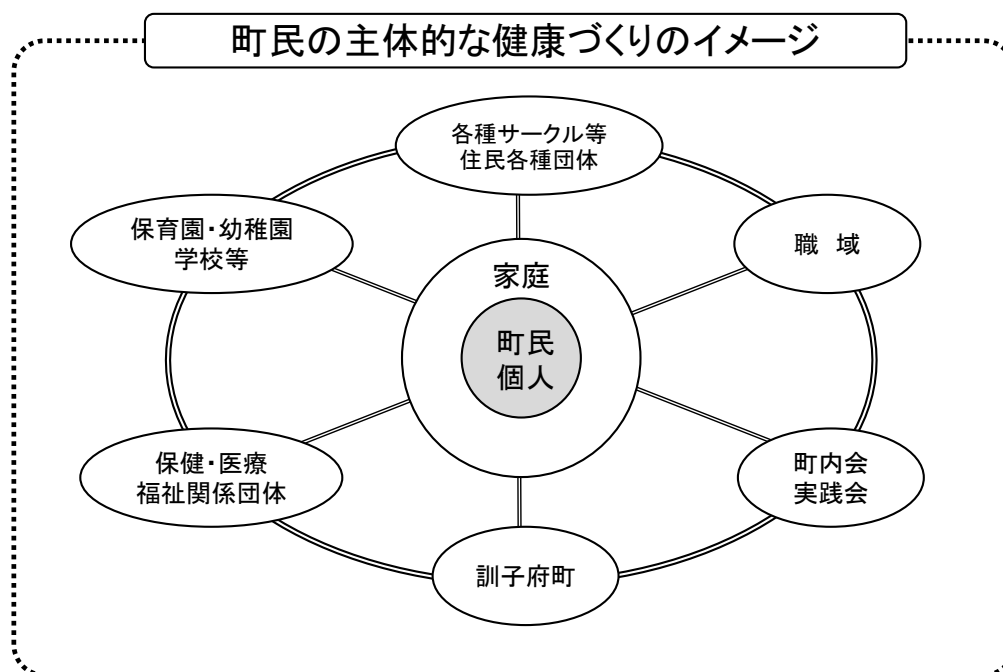 町民の主体的な健康づくりのイメージ
各種サークル等
住民各種団体
保育園・幼稚園
学校等
職 域
家庭
町民
個人
保健・医療
福祉関係団体
町内会
実践会
訓子府町